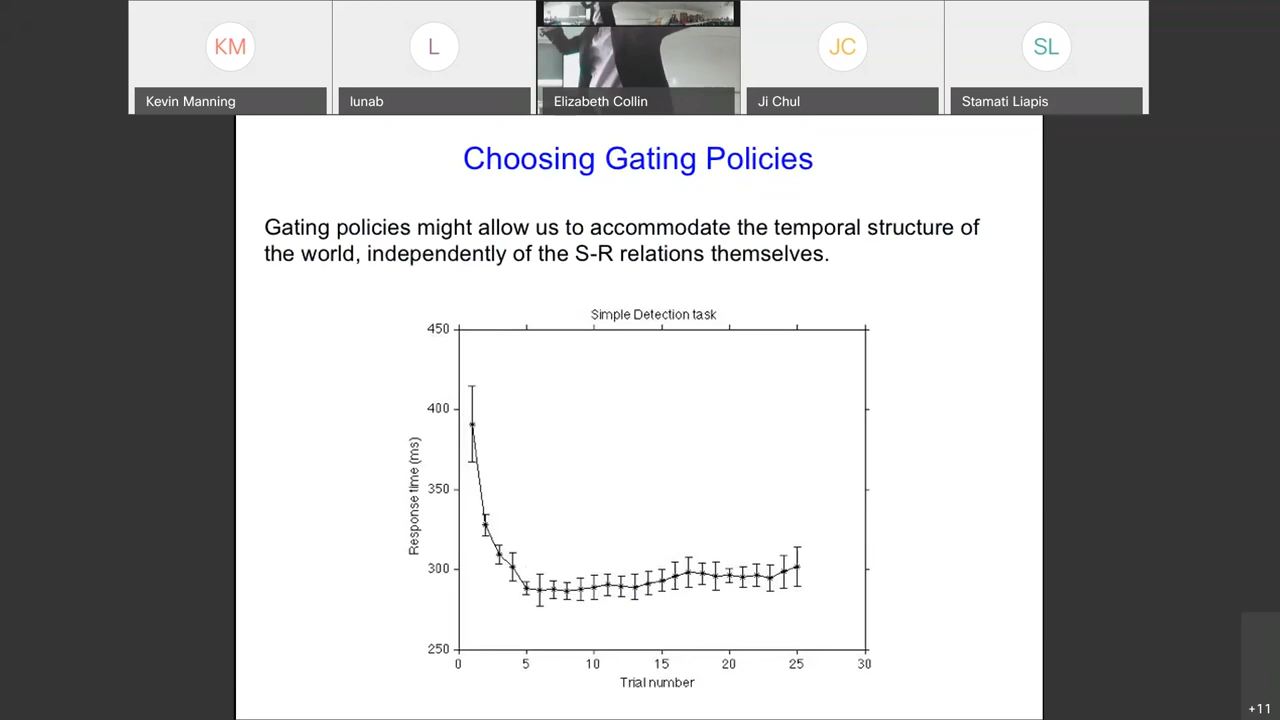 KM
L
JC
SL
Kevin Manning
lunab
Elizabeth Collin
Ji Chul
Stamati Liapis
Choosing Gating Policies
Gating policies might allow us to accommodate the temporal structure of
the world, independently of the S-R relations themselves.
Simple Detection task
450
400
350
300
250
Response time (ms)
0 5 10 15 20 25 30
Trial number
+11